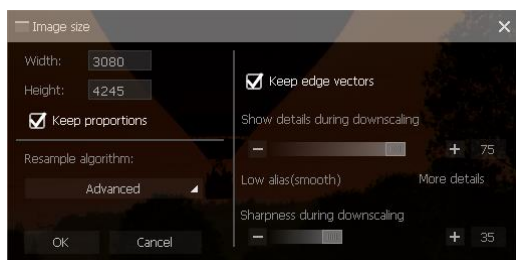 Image size
Width: 3080
Height: 4245
Keep proportions
Resample algorithm:
Advanced
OK Cancel
Keep edge vectors
Show details during downscaling
75
Low alias(smooth) More details
Sharpness during downscaling
35